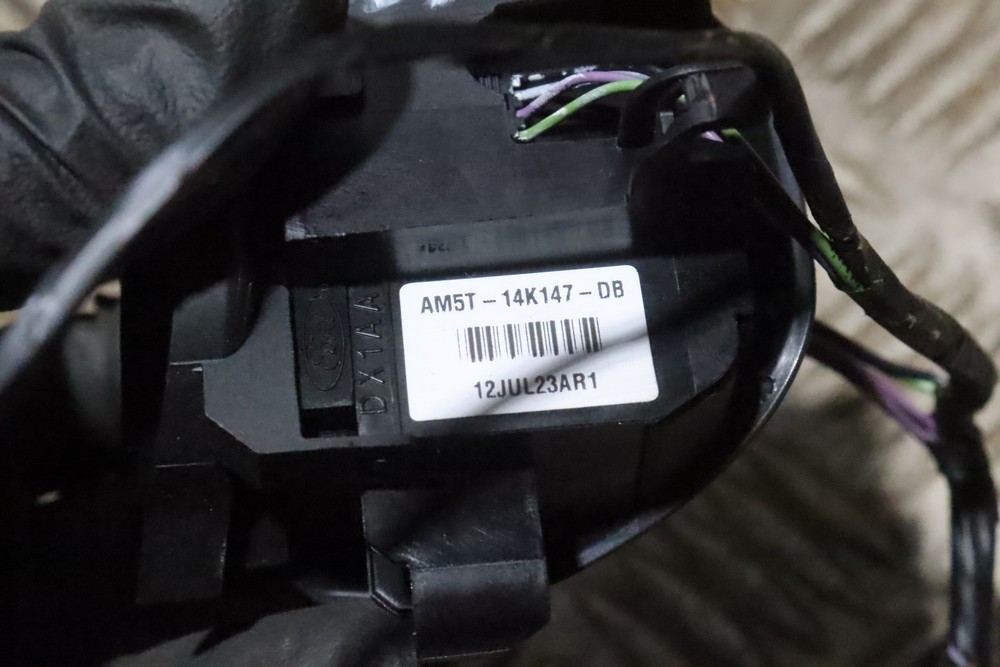 AM5T - 14K147 - DB
12JUL23AR1
DX1AA